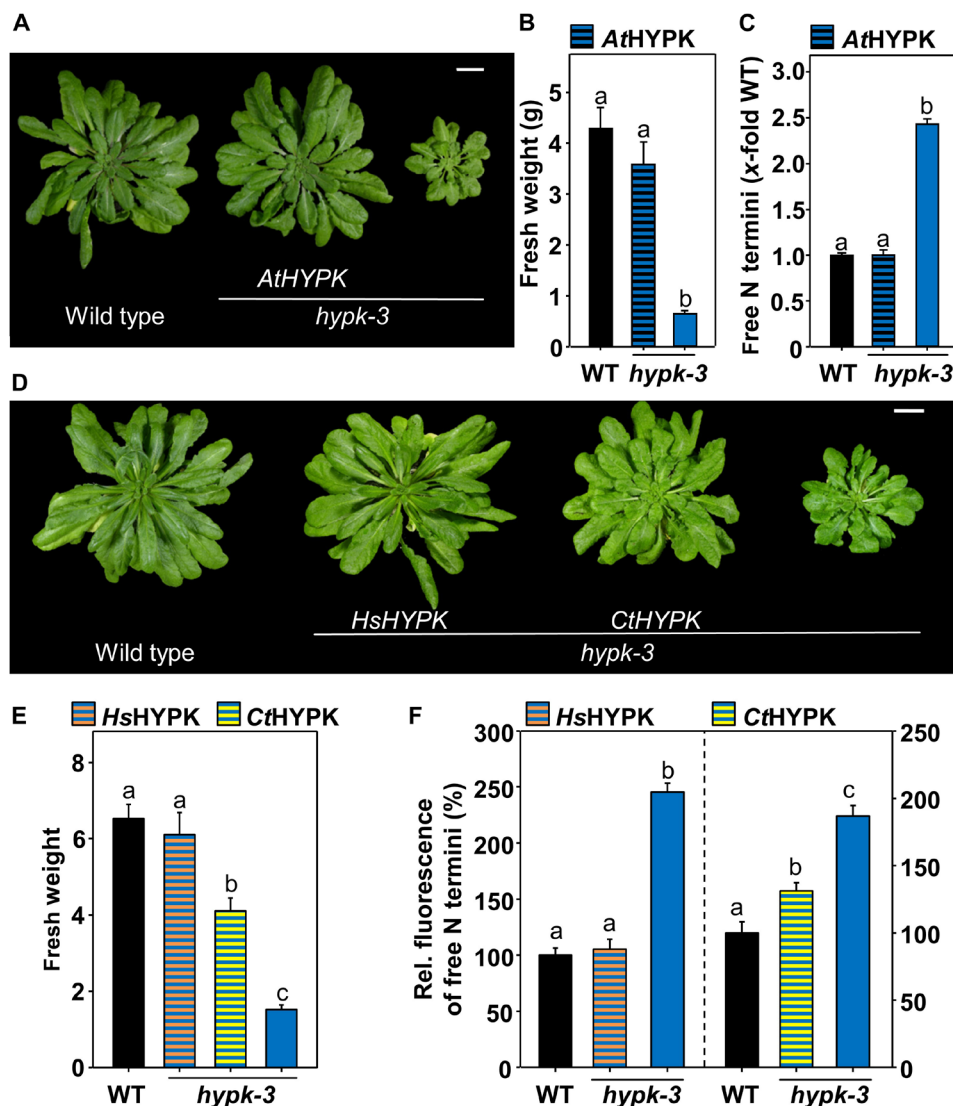 A
AtHYPK
Wild type
hypk-3
B
AtHYPK
Fresh weight (g)
5
4
3
2
1
0
a
a
b
WT
hypk-3
C
AtHYPK
Free N termini (x-fold WT)
3.0
2.5
2.0
1.5
1.0
0.5
0
a
a
b
WT
hypk-3
D
HsHYPK
CtHYPK
Wild type
hypk-3
E
HsHYPK
CtHYPK
Fresh weight
8
6
4
2
0
a
a
b
c
WT
hypk-3
F
HsHYPK
CtHYPK
Rel. fluorescence
of free N termini (%)
300
250
200
150
100
50
0
a
a
b
a
b
c
250
200
150
100
50
0
WT
hypk-3
WT
hypk-3